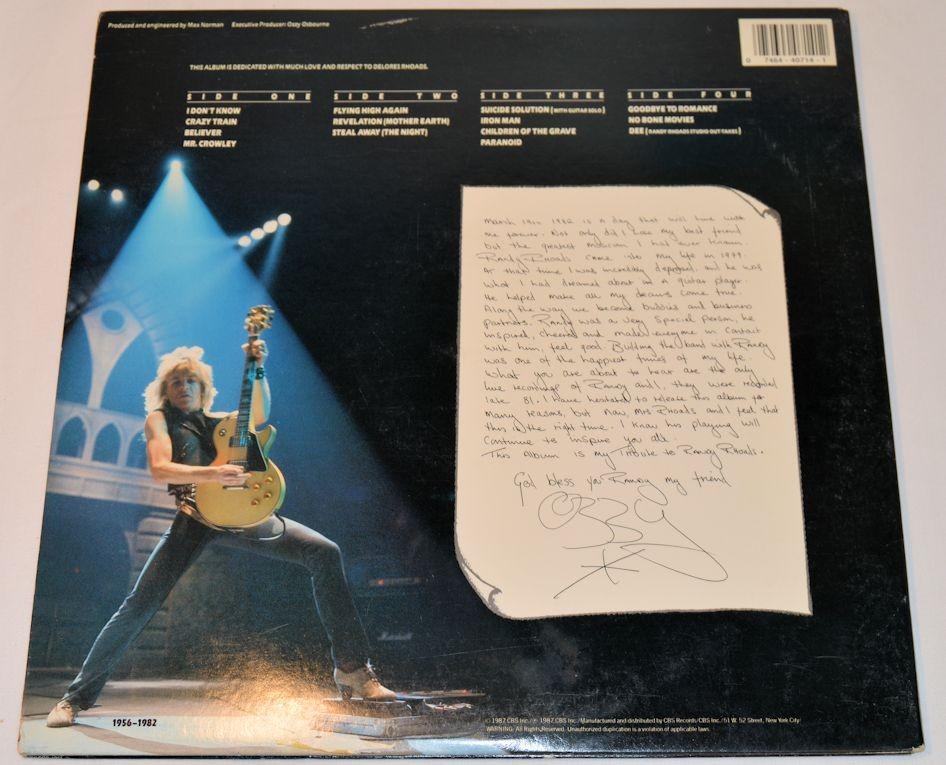 Produced and engineered by Max Norman Executive Producer: Ozzy Osbourne
0 7464-40714-1
THIS ALBUM IS DEDICATED WITH MUCH LOVE AND RESPECT TO DELORES RHOADS.
SIDE ONE
I DON'T KNOW
CRAZY TRAIN
BELIEVER
MR. CROWLEY
SIDE TWO
FLYING HIGH AGAIN
REVELATION (MOTHER EARTH)
STEAL AWAY (THE NIGHT)
SIDE THREE
SUICIDE SOLUTION (WITH GUITAR SOLO)
IRON MAN
CHILDREN OF THE GRAVE
PARANOID
SIDE FOUR
GOODBYE TO ROMANCE
NO BONE MOVIES
DEE (RANDY RHOADS STUDIO OUT-TAKES)
March 19th 1982 is a day that will live with
me forever. Not only did I lose my best friend
but the greatest musician I had ever known.
Randy Rhoads came into my life in 1979.
At that time I was incredibly depressed, and he was
what I had dreamed about as a guitar player.
He helped make all my dreams come true.
Along the way we became buddies and business
partners. Randy was a very special person, he
inspired, cheered and made everyone in contact
with him, feel good. Building the band with Randy
was one of the happiest times of my life.
What you are about to hear are the only
live recordings of Randy and I, they were recorded
late 81. I have hesitated to release this album for
many reasons, but now, Mrs Rhoads and I feel that
this is the right time. I know his playing will
continue to inspire you all.
This Album is my Tribute to Randy Rhoads.
God bless you Randy my friend
OZZY
Marshall
1956-1982
© 1987 CBS Inc./℗ 1987 CBS Inc./Manufactured and distributed by CBS Records/CBS Inc./51 W. 52 Street, New York City/
WARNING: All Rights Reserved. Unauthorized duplication is a violation of applicable laws.